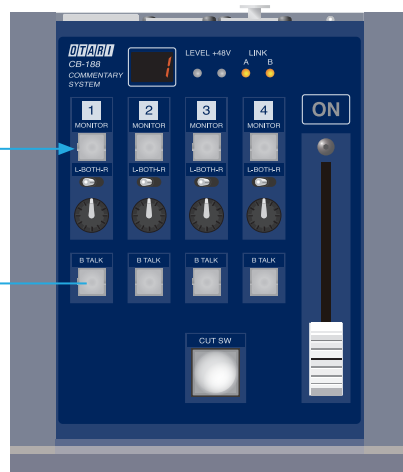 OTARI
CB-188
COMMENTARY
SYSTEM
1
LEVEL +48V LINK
A B
1 2 3 4
MONITOR MONITOR MONITOR MONITOR
L-BOTH-R L-BOTH-R L-BOTH-R L-BOTH-R
B TALK B TALK B TALK B TALK
CUT SW
ON